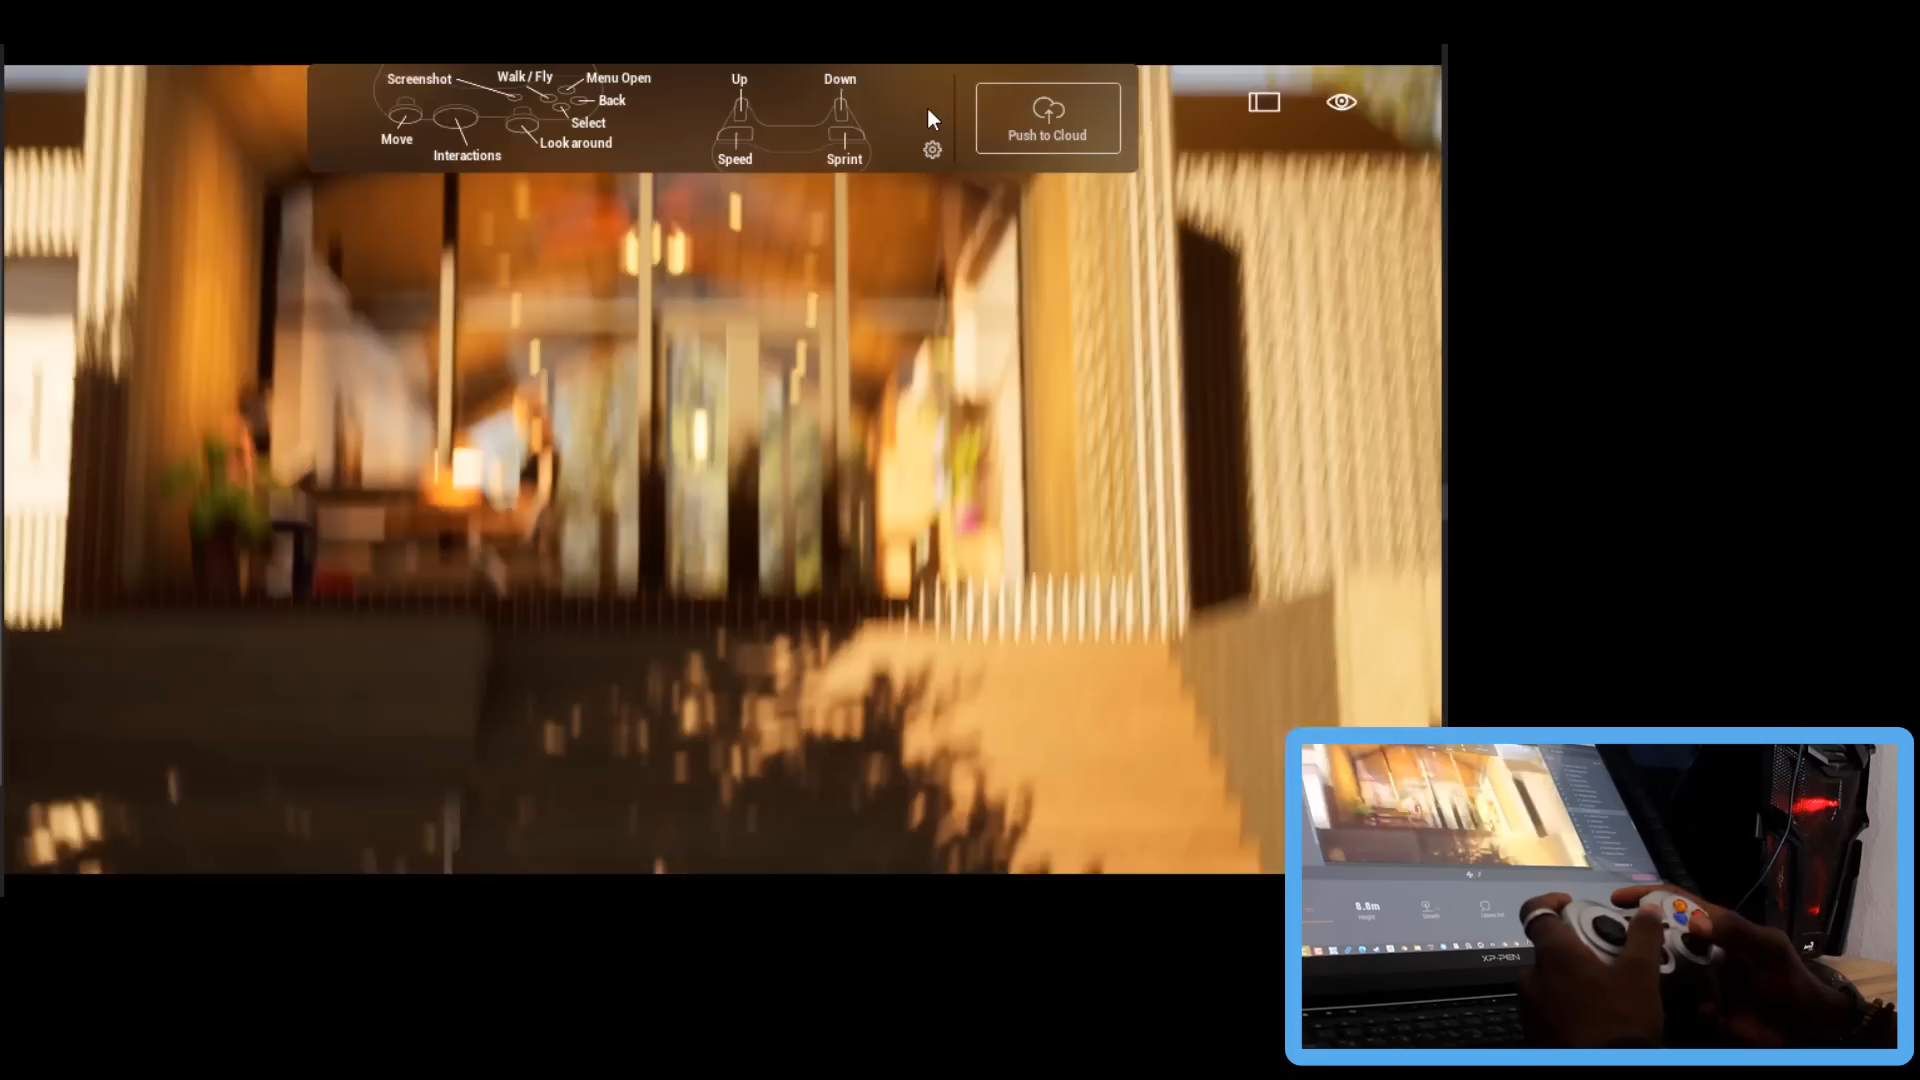 Screenshot
Walk / Fly
Menu Open
Back
Select
Move
Look around
Interactions
Up
Down
Speed
Sprint
Push to Cloud
8.8m
Height
XP-PEN